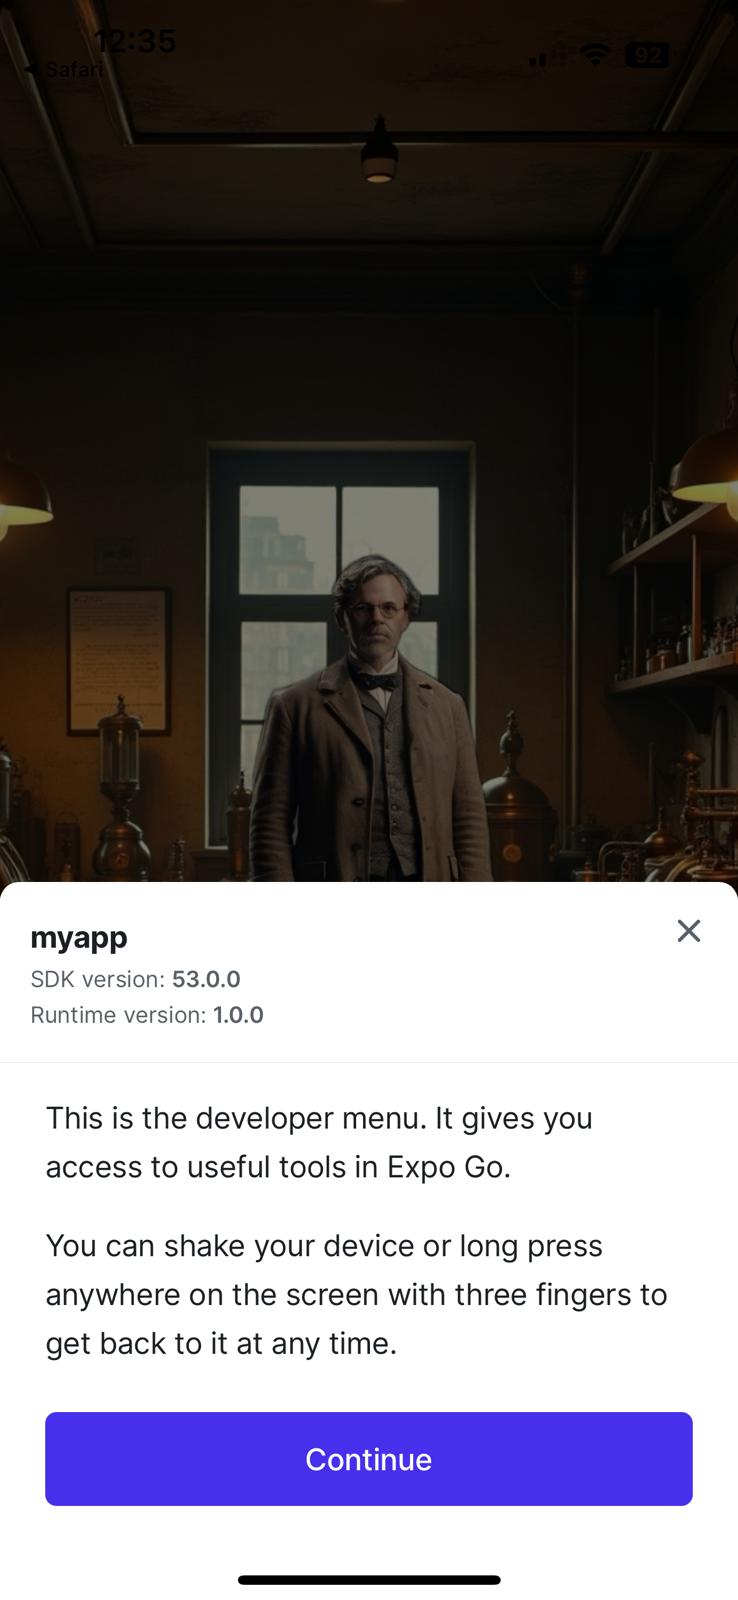 12:35
◀ Safari
92
myapp
SDK version: 53.0.0
Runtime version: 1.0.0
This is the developer menu. It gives you
access to useful tools in Expo Go.
You can shake your device or long press
anywhere on the screen with three fingers to
get back to it at any time.
Continue